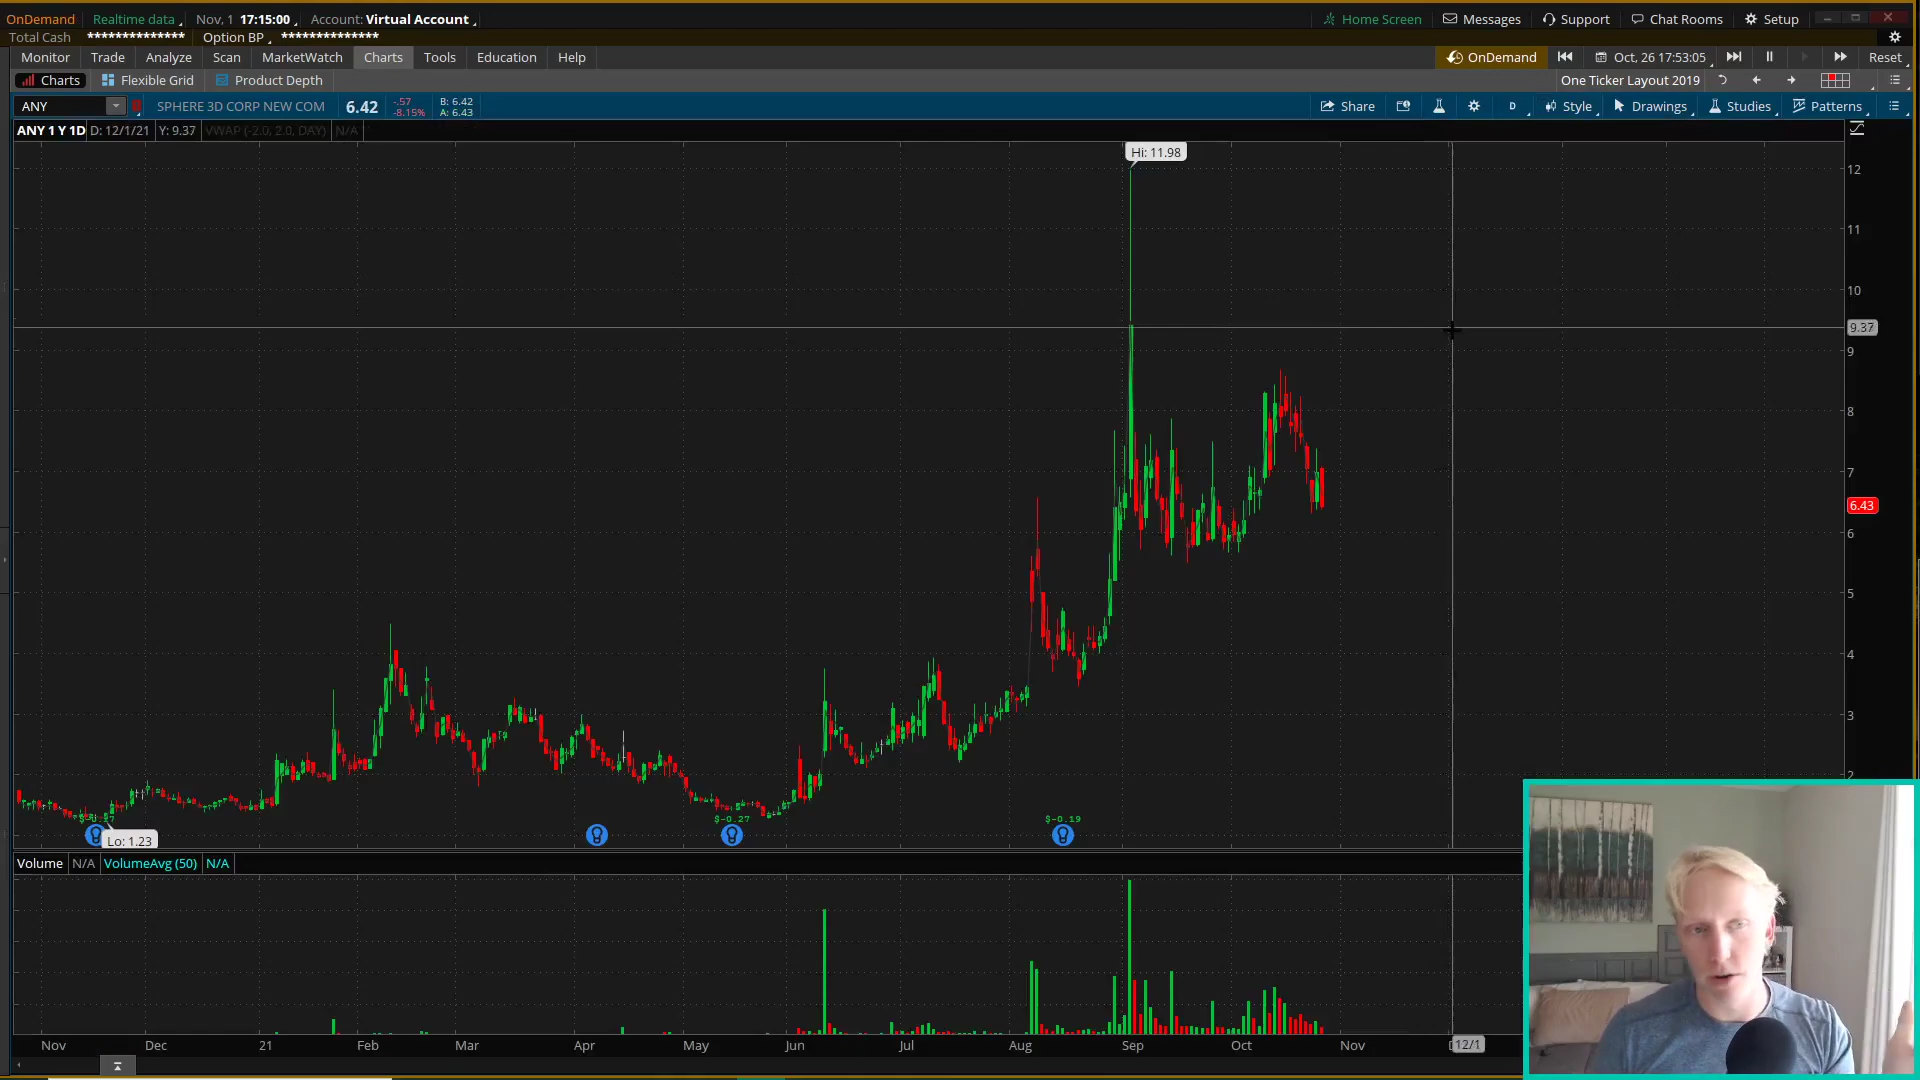 OnDemand Realtime data Nov, 1 17:15:00 Account: Virtual Account Home Screen Messages Support Chat Rooms Setup
Total Cash ************** Option BP **************
Monitor Trade Analyze Scan MarketWatch Charts Tools Education Help OnDemand Oct, 26 17:53:05 Reset
Charts Flexible Grid Product Depth One Ticker Layout 2019
ANY SPHERE 3D CORP NEW COM 6.42 -.57 B: 6.42 Share D Style Drawings Studies Patterns
-8.15% A: 6.43
ANY 1 Y 1D D: 12/1/21 Y: 9.37 VWAP (-2.0, 2.0, DAY) N/A
Hi: 11.98
12
11
10
9.37
9
8
7
6.43
6
5
4
3
2
$-0.27 $-0.19
Lo: 1.23
Volume N/A VolumeAvg (50) N/A
Nov Dec 21 Feb Mar Apr May Jun Jul Aug Sep Oct Nov 12/1